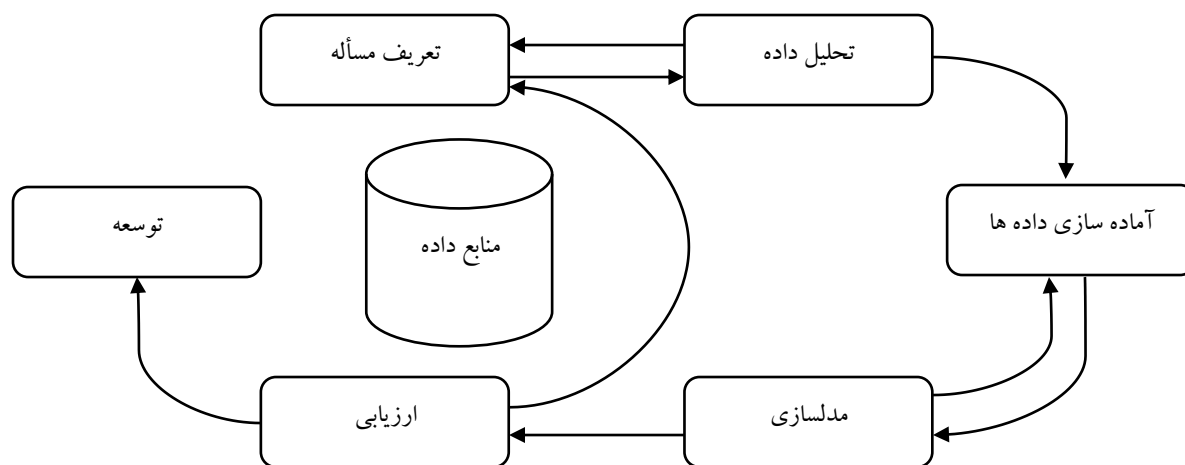 تحلیل داده
تعریف مسأله
آماده سازی داده ها
منابع داده
توسعه
مدلسازی
ارزیابی